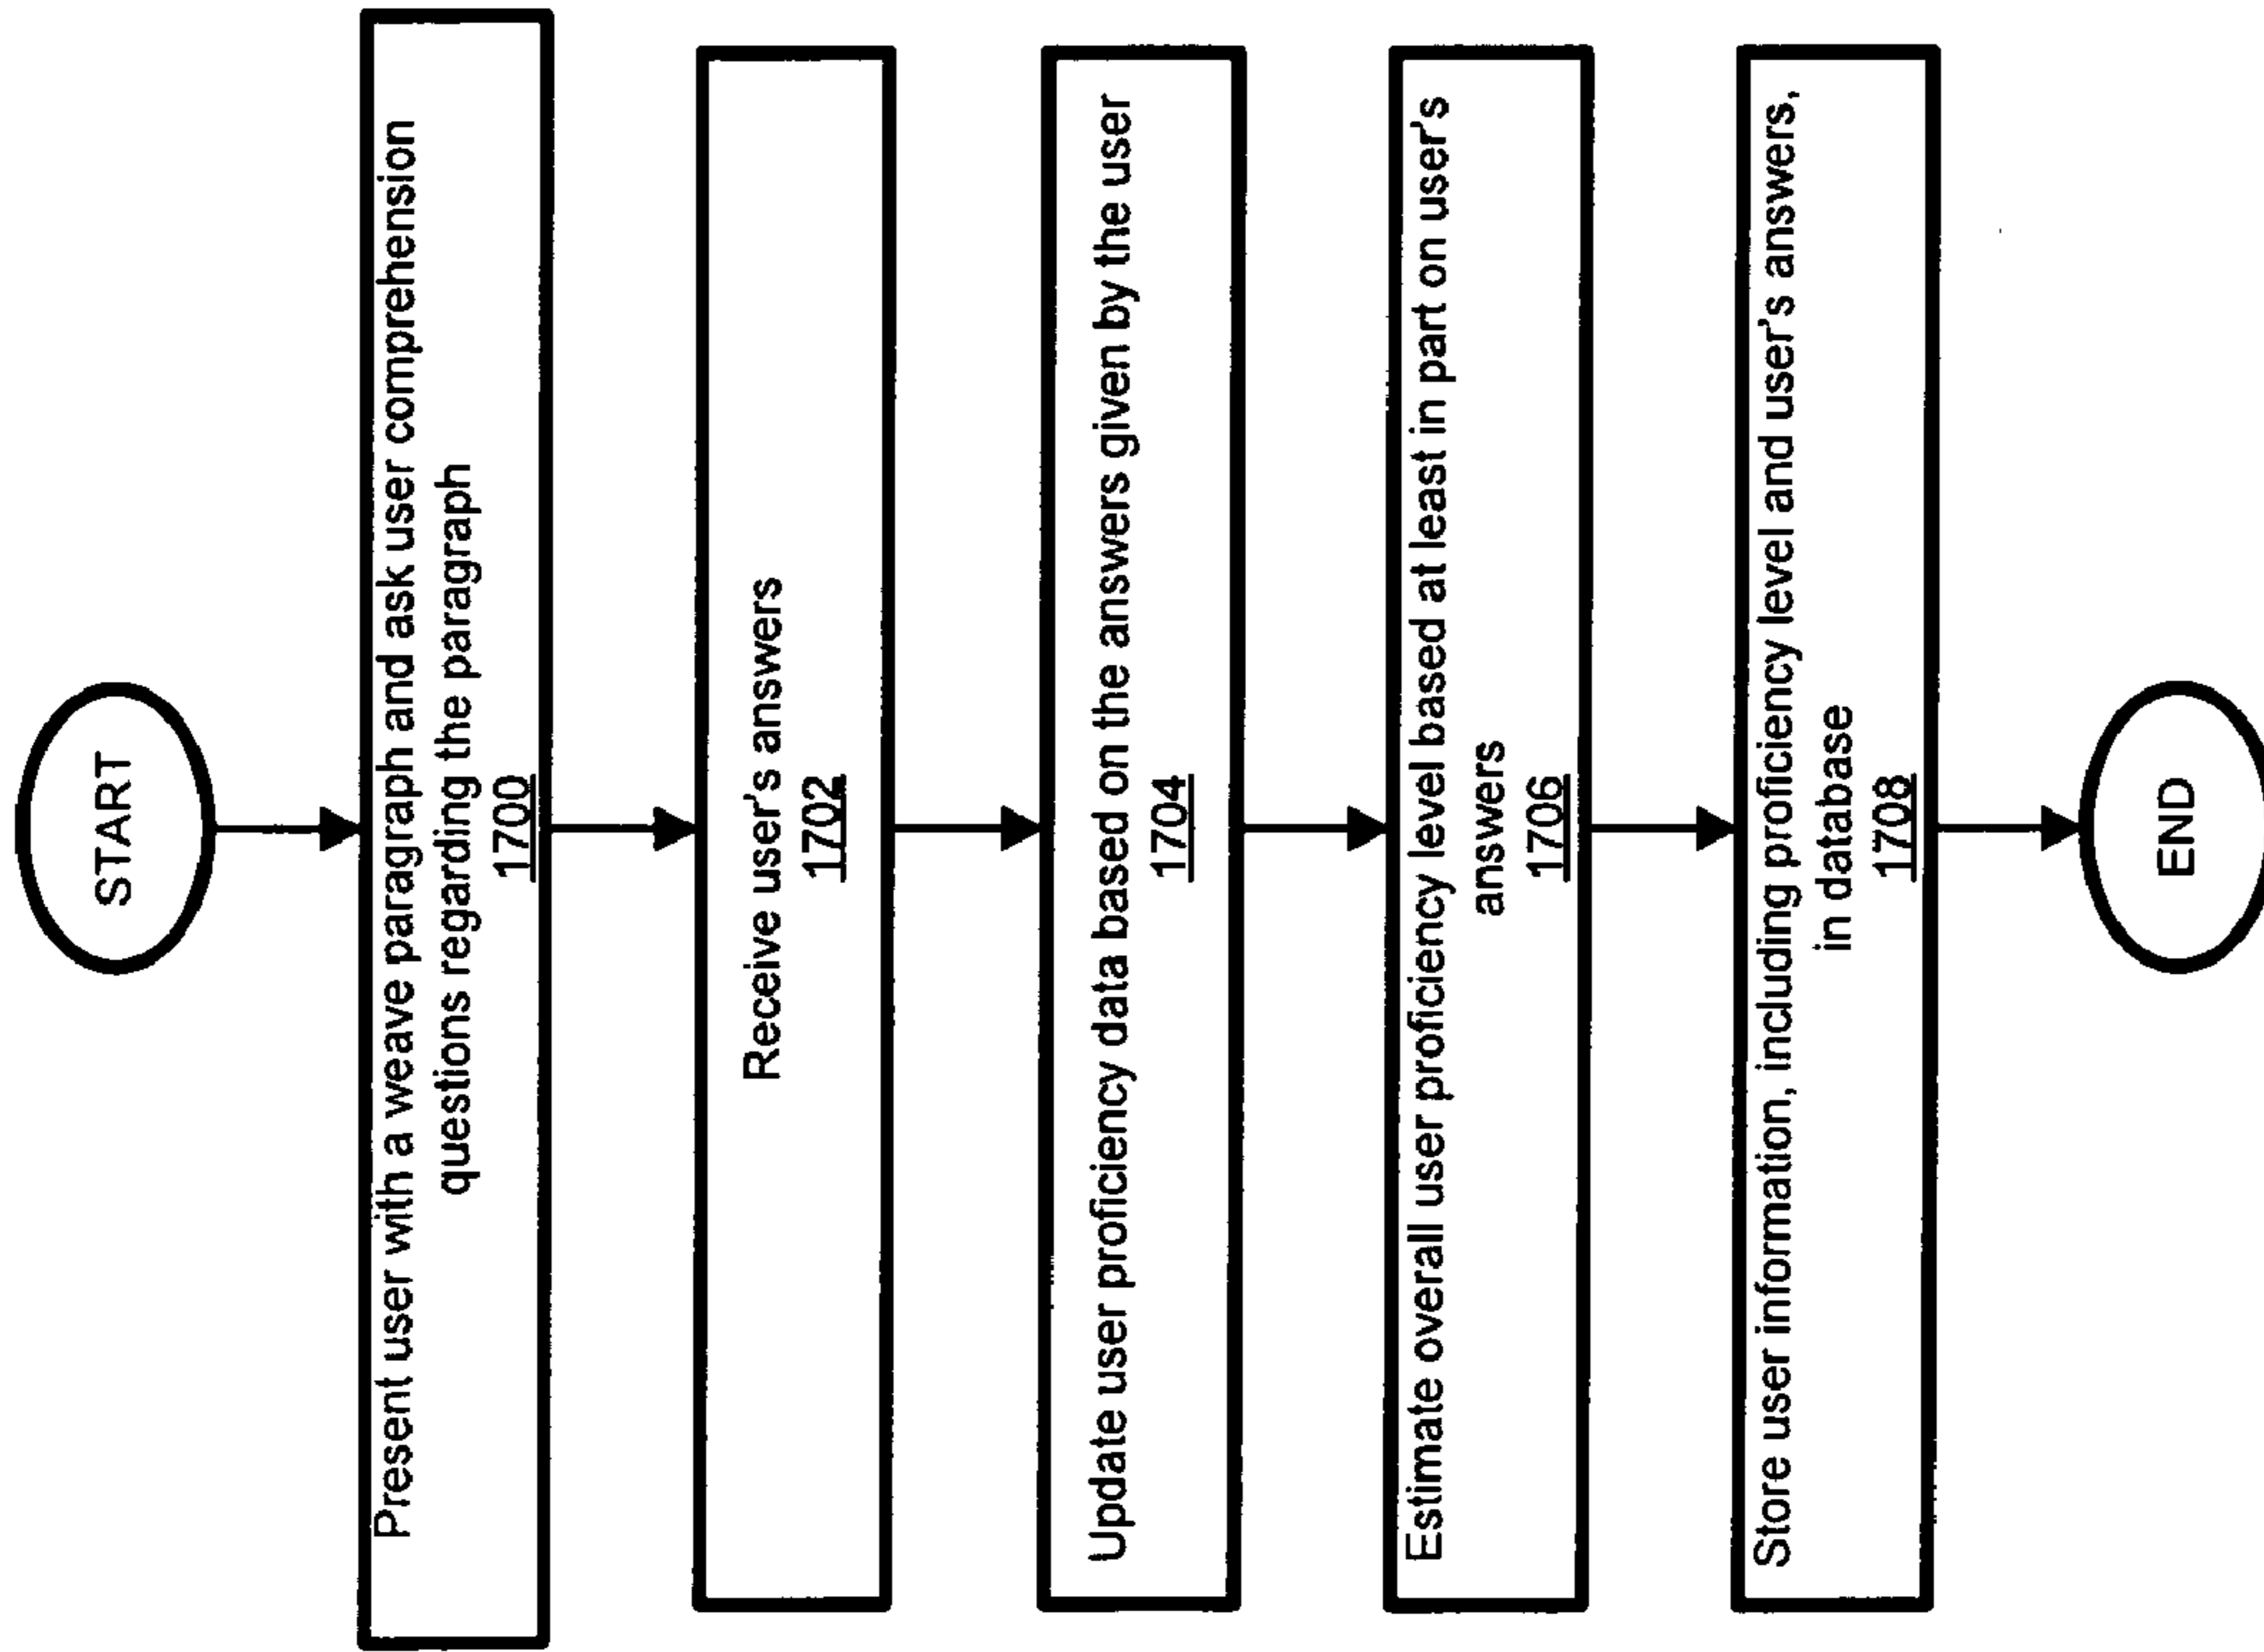 START
Present user with a weave paragraph and ask user comprehension
questions regarding the paragraph
1700
Receive user's answers
1702
Update user proficiency data based on the answers given by the user
1704
Estimate overall user proficiency level based at least in part on user's
answers
1706
Store user information, including proficiency level and user's answers,
in database
1708
END